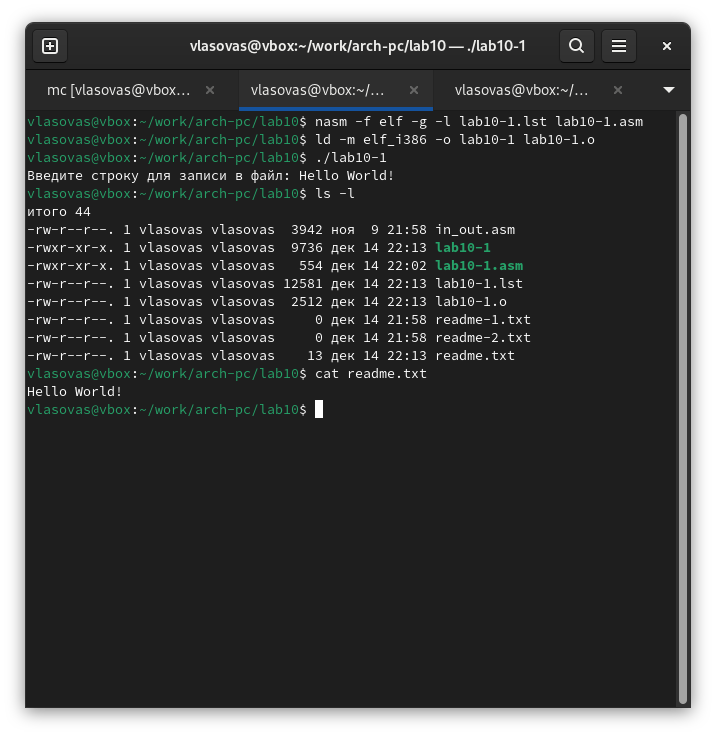 vlasovas@vbox:~/work/arch-pc/lab10 — ./lab10-1
mc [vlasovas@vbox… vlasovas@vbox:~/… vlasovas@vbox:~/…
vlasovas@vbox:~/work/arch-pc/lab10$ nasm -f elf -g -l lab10-1.lst lab10-1.asm
vlasovas@vbox:~/work/arch-pc/lab10$ ld -m elf_i386 -o lab10-1 lab10-1.o
vlasovas@vbox:~/work/arch-pc/lab10$ ./lab10-1
Введите строку для записи в файл: Hello World!
vlasovas@vbox:~/work/arch-pc/lab10$ ls -l
итого 44
-rw-r--r--. 1 vlasovas vlasovas  3942 ноя  9 21:58 in_out.asm
-rwxr-xr-x. 1 vlasovas vlasovas  9736 дек 14 22:13 lab10-1
-rwxr-xr-x. 1 vlasovas vlasovas   554 дек 14 22:02 lab10-1.asm
-rw-r--r--. 1 vlasovas vlasovas 12581 дек 14 22:13 lab10-1.lst
-rw-r--r--. 1 vlasovas vlasovas  2512 дек 14 22:13 lab10-1.o
-rw-r--r--. 1 vlasovas vlasovas     0 дек 14 21:58 readme-1.txt
-rw-r--r--. 1 vlasovas vlasovas     0 дек 14 21:58 readme-2.txt
-rw-r--r--. 1 vlasovas vlasovas    13 дек 14 22:13 readme.txt
vlasovas@vbox:~/work/arch-pc/lab10$ cat readme.txt
Hello World!
vlasovas@vbox:~/work/arch-pc/lab10$